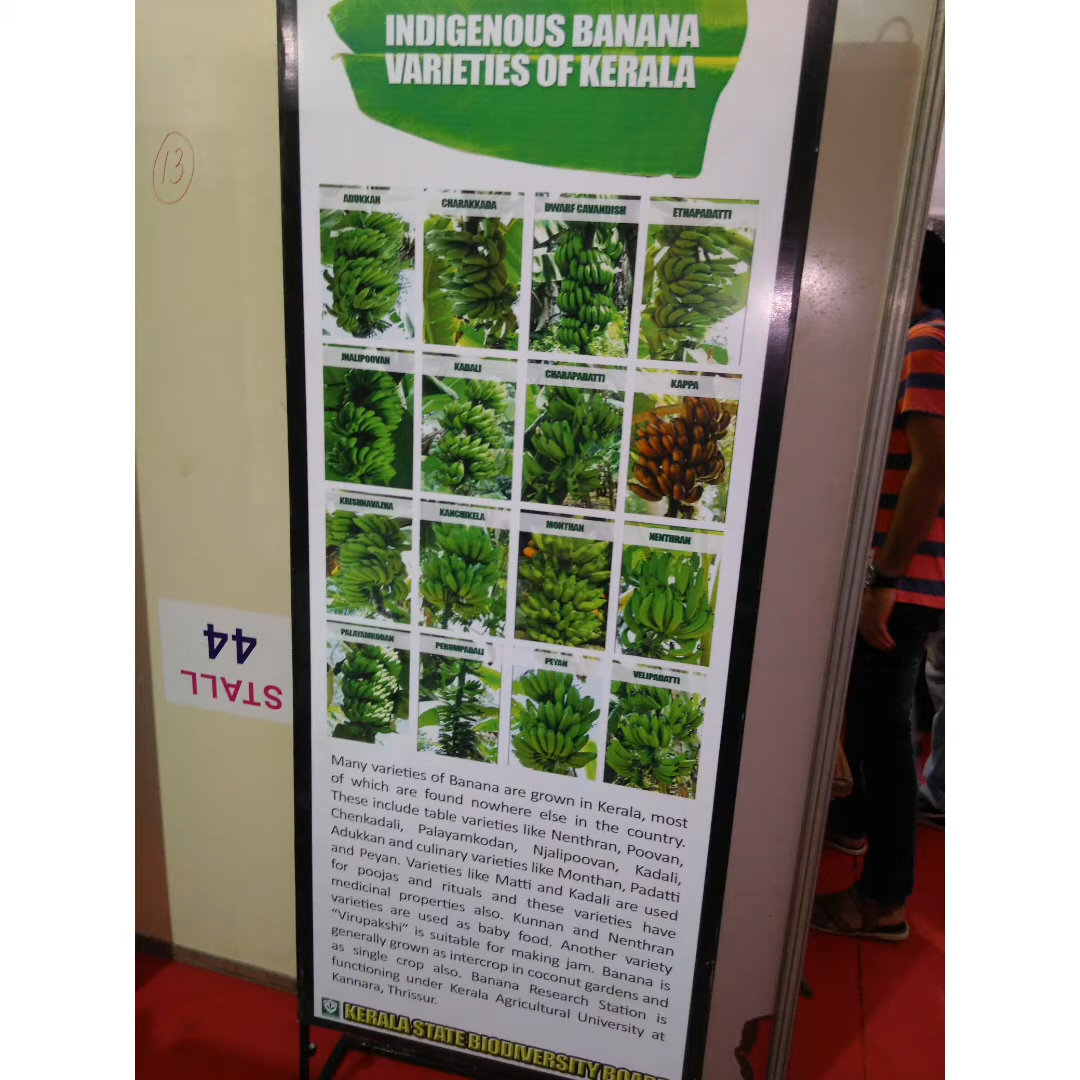 INDIGENOUS BANANA
VARIETIES OF KERALA
13
ADUKKAN
CHARAKKADA
DWARF CAVANDISH
ETHAPADATTI
JNALIPOOVAN
KADALI
CHARAPADATTI
KAPPA
KRISHNAVAZHA
KANCHIKELA
MONTHAN
NENTHRAN
PALAYAMKODAN
PERUMPADALI
PEYAN
VELIPADATTI
STALL
44
Many varieties of Banana are grown in Kerala, most
of which are found nowhere else in the country.
These include table varieties like Nenthran, Poovan,
Chenkadali, Palayamkodan, Njalipoovan, Kadali,
Adukkan and culinary varieties like Monthan, Padatti
and Peyan. Varieties like Matti and Kadali are used
for poojas and rituals and these varieties have
medicinal properties also. Kunnan and Nenthran
varieties are used as baby food. Another variety
"Virupakshi" is suitable for making jam. Banana is
generally grown as intercrop in coconut gardens and
as single crop also. Banana Research Station is
functioning under Kerala Agricultural University at
Kannara, Thrissur.
KERALA STATE BIODIVERSITY BOARD